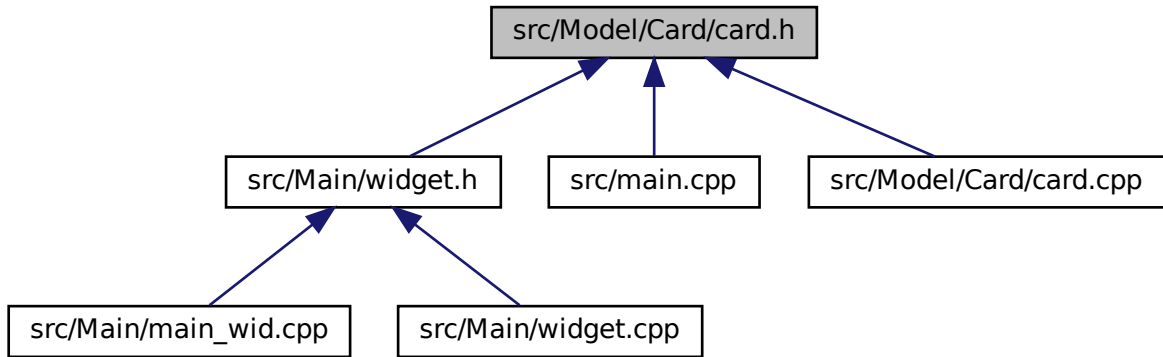 src/Model/Card/card.h
src/Main/widget.h
src/main.cpp
src/Model/Card/card.cpp
src/Main/main_wid.cpp
src/Main/widget.cpp